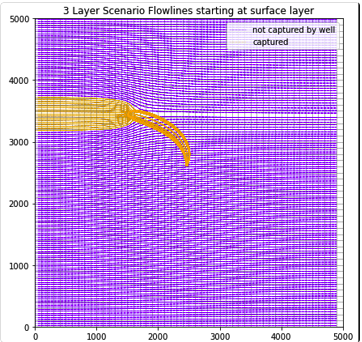 3 Layer Scenario Flowlines starting at surface layer
not captured by well
captured
5000
4000
3000
2000
1000
0
0 1000 2000 3000 4000 5000